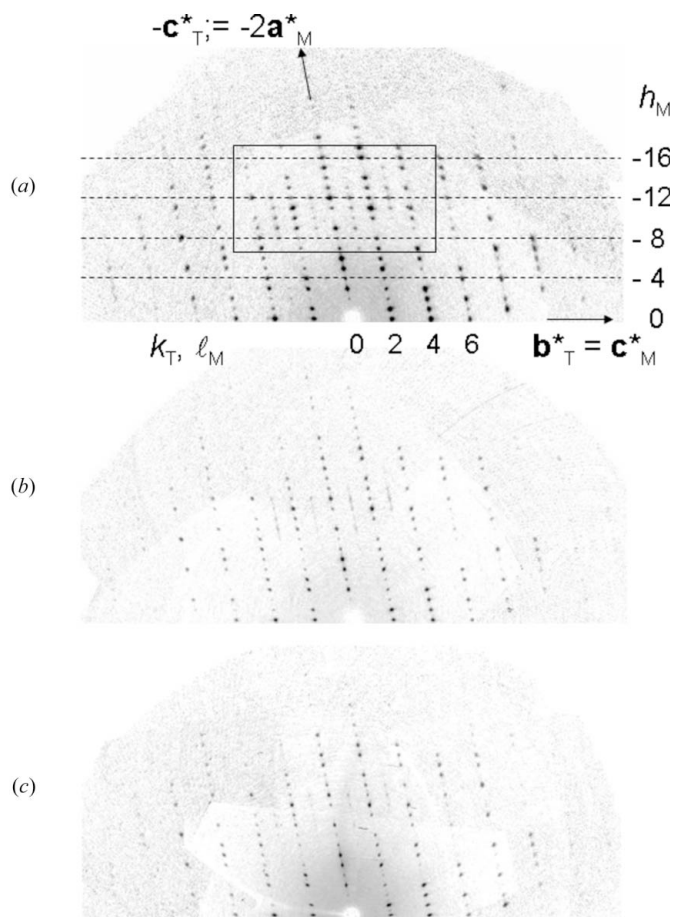 -c*T ;= -2a*M
hM
(a)
-16
-12
- 8
- 4
0
kT, ℓM 0 2 4 6 b*T = c*M
(b)
(c)